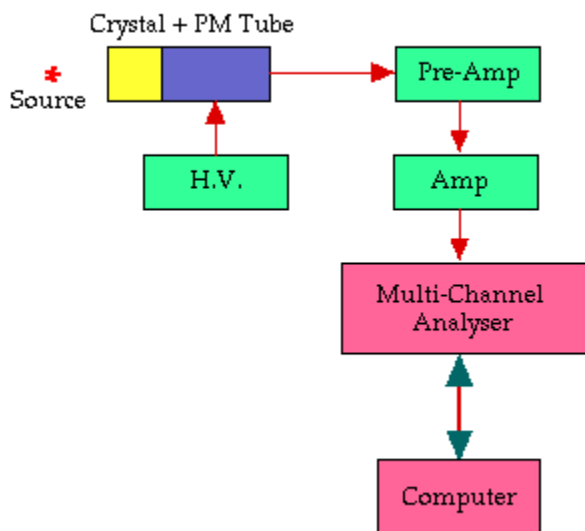 Crystal + PM Tube
Source
Pre-Amp
H.V.
Amp
Multi-Channel
Analyser
Computer